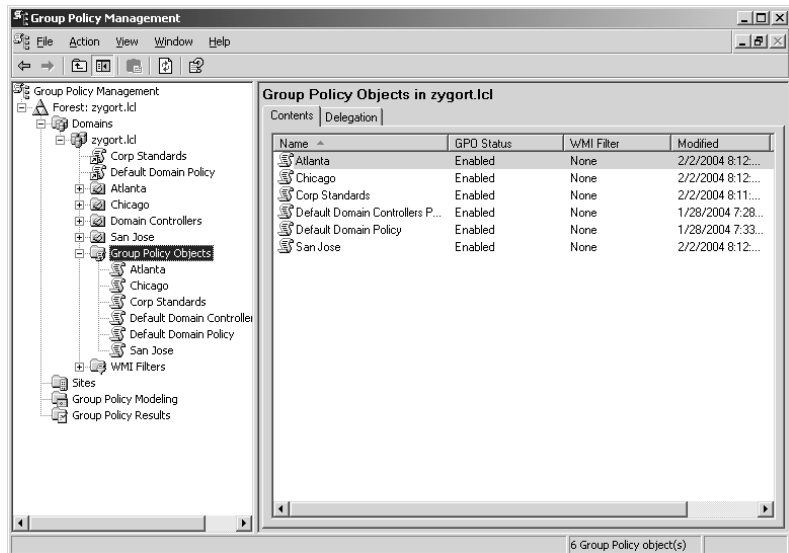 Group Policy Management
File Action View Window Help
Group Policy Management
Forest: zygort.lcl
Domains
zygort.lcl
Corp Standards
Default Domain Policy
Atlanta
Chicago
Domain Controllers
San Jose
Group Policy Objects
Atlanta
Chicago
Corp Standards
Default Domain Controller
Default Domain Policy
San Jose
WMI Filters
Sites
Group Policy Modeling
Group Policy Results
Group Policy Objects in zygort.lcl
Contents Delegation
Name GPO Status WMI Filter Modified
Atlanta Enabled None 2/2/2004 8:12:...
Chicago Enabled None 2/2/2004 8:12:...
Corp Standards Enabled None 2/2/2004 8:11:...
Default Domain Controllers P... Enabled None 1/28/2004 7:28...
Default Domain Policy Enabled None 1/28/2004 7:33...
San Jose Enabled None 2/2/2004 8:12:...
6 Group Policy object(s)